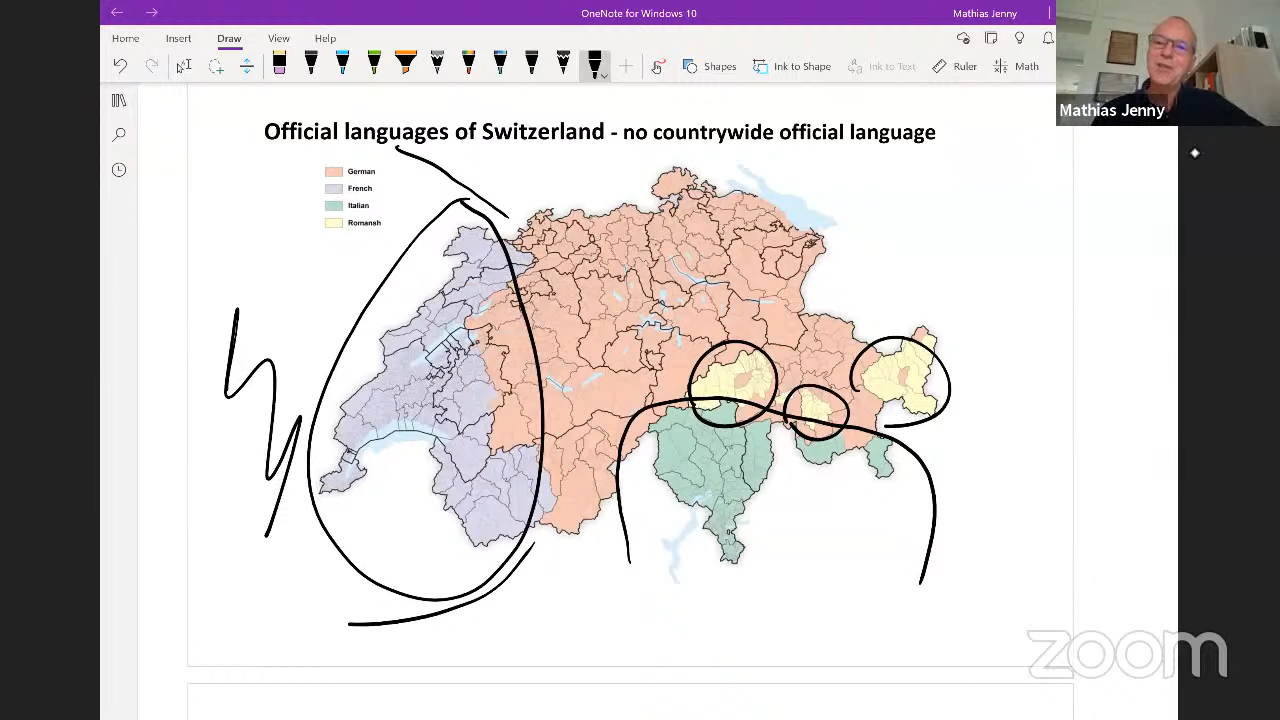 OneNote for Windows 10
Mathias Jenny
Home
Insert
Draw
View
Help
Shapes
Ink to Shape
Ink to Text
Ruler
Math
Mathias Jenny
Official languages of Switzerland - no countrywide official language
German
French
Italian
Romansh
zoom